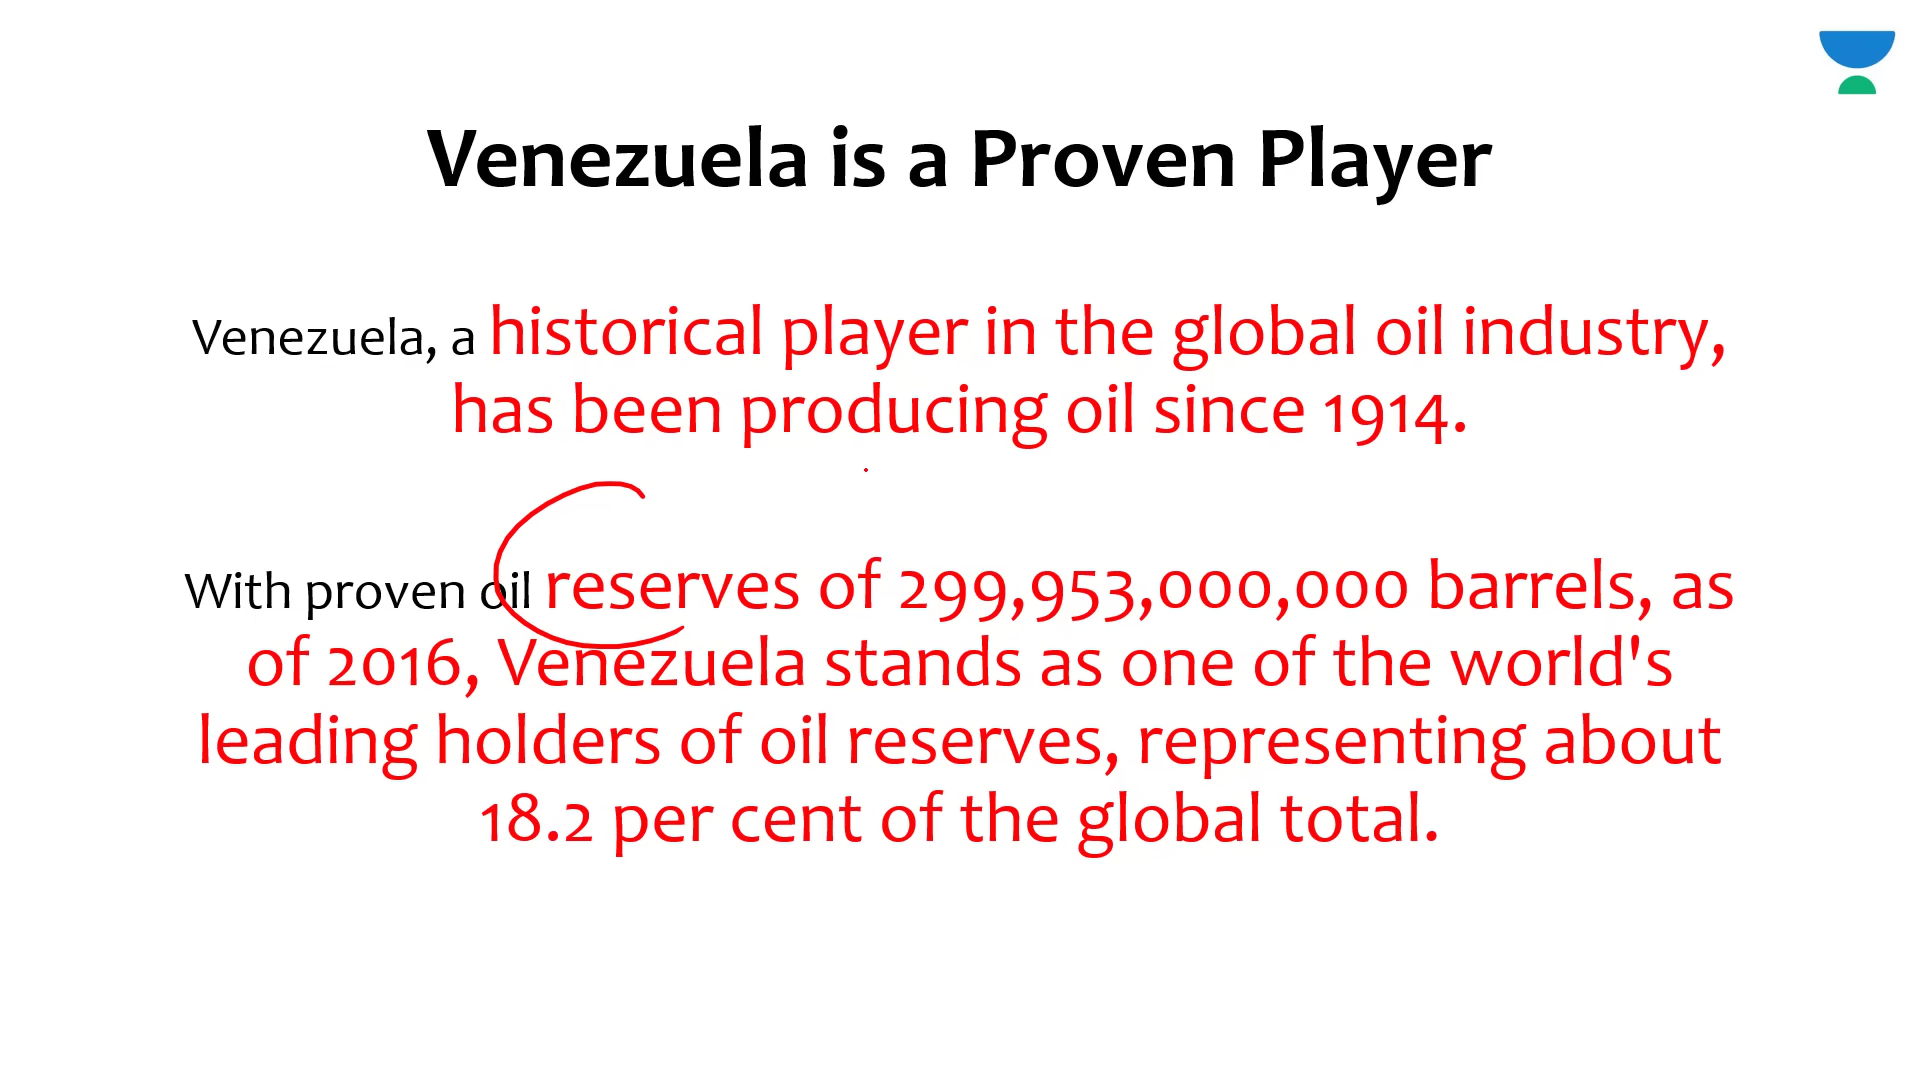 Venezuela is a Proven Player
Venezuela, a historical player in the global oil industry,
has been producing oil since 1914.
With proven oil reserves of 299,953,000,000 barrels, as
of 2016, Venezuela stands as one of the world's
leading holders of oil reserves, representing about
18.2 per cent of the global total.